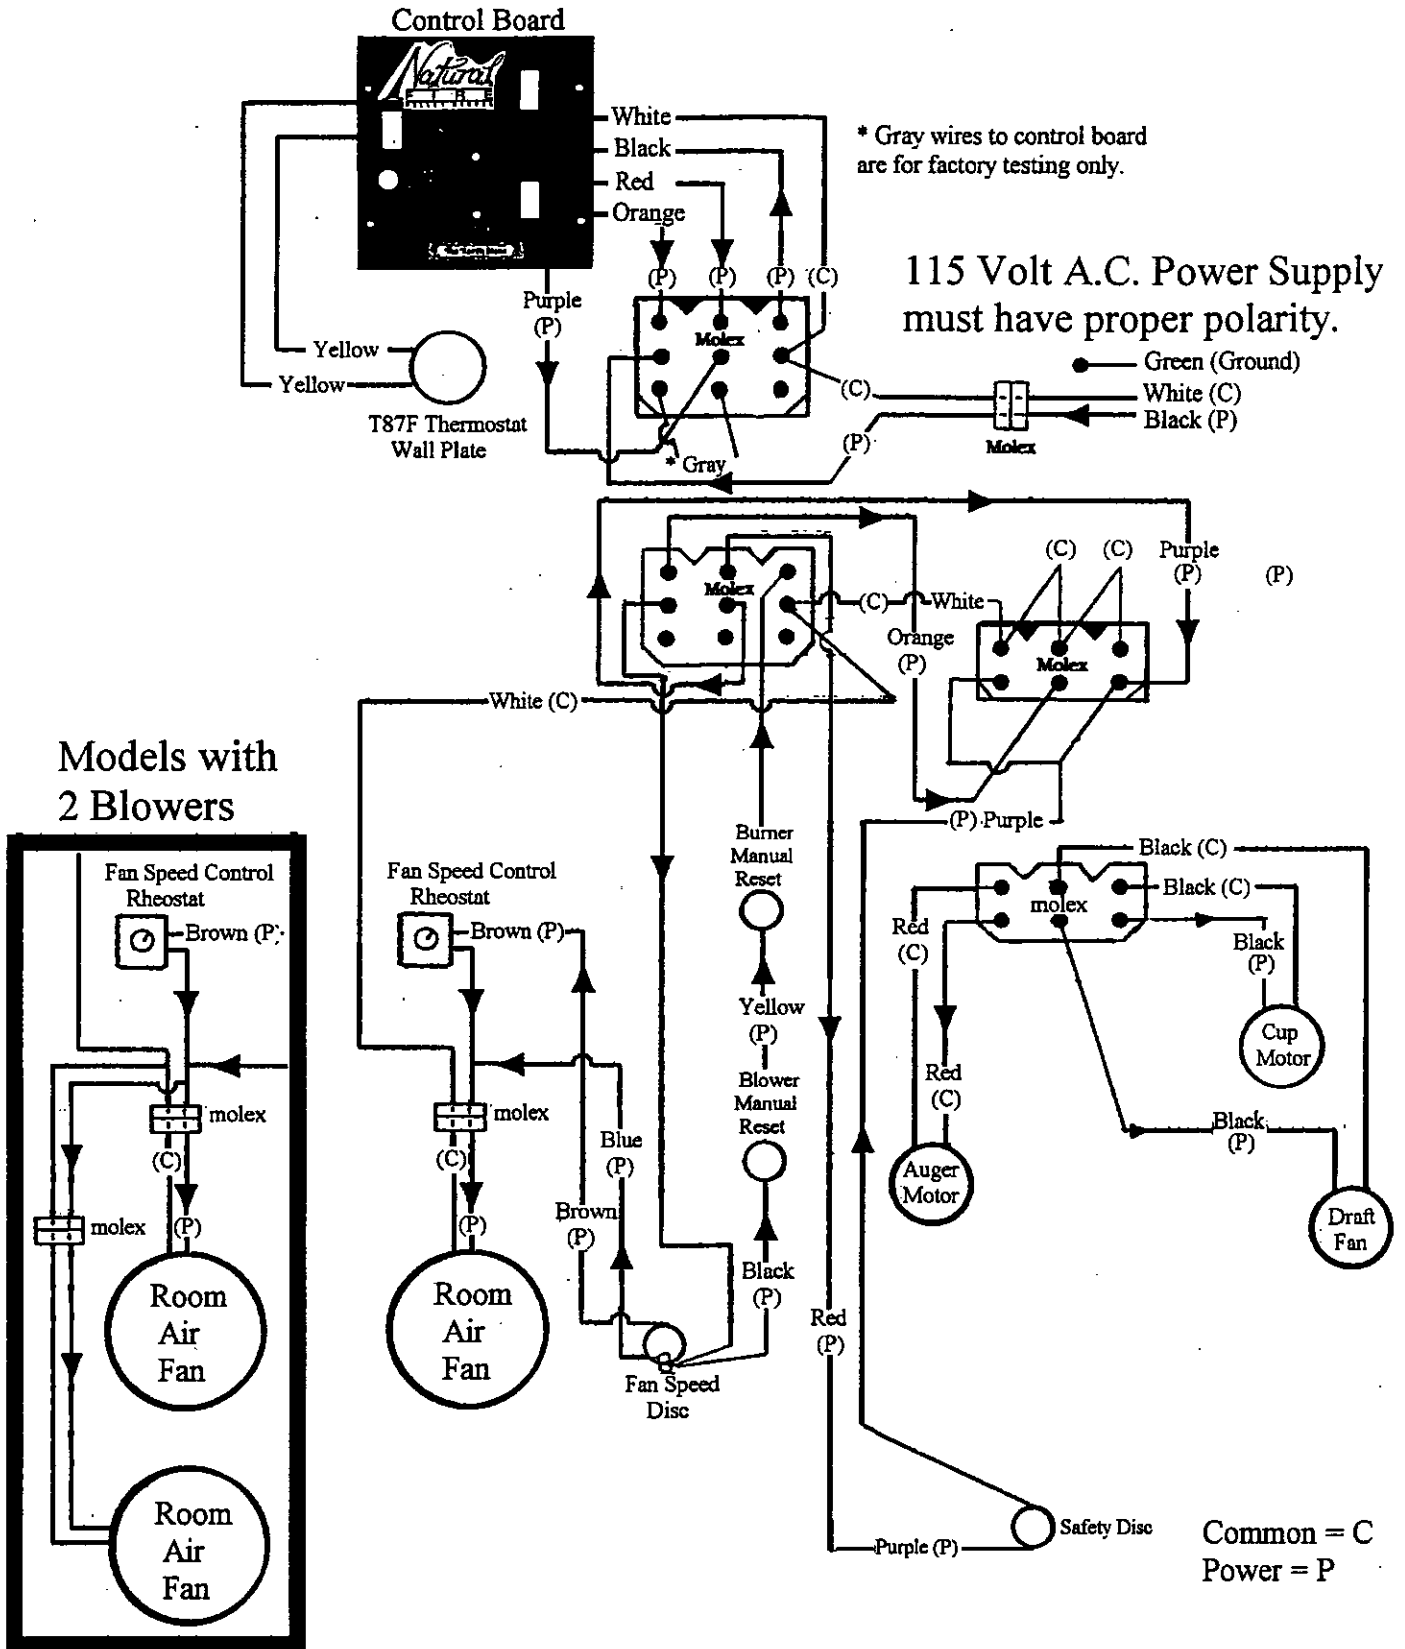 Control Board
Natural
FIRE
White
Black
Red
Orange
* Gray wires to control board
are for factory testing only.
(P) (P) (P) (C)
115 Volt A.C. Power Supply
must have proper polarity.
Purple
(P)
Molex
Yellow
Yellow
T87F Thermostat
Wall Plate
Green (Ground)
White (C)
Black (P)
(C)
(P)
Molex
* Gray
(C) (C)
Purple
(P)
(P)
Molex
(C)
White
Orange
(P)
Molex
White (C)
Models with
2 Blowers
(P) Purple
Burner
Manual
Reset
Black (C)
Black (C)
molex
Red
(C)
Black
(P)
Fan Speed Control
Rheostat
Brown (P)
Fan Speed Control
Rheostat
Brown (P)
Yellow
(P)
Cup
Motor
Blower
Manual
Reset
Red
(C)
molex
molex
Blue
(P)
Black
(P)
(C)
(C)
Auger
Motor
molex
(P)
(P)
Brown
(P)
Draft
Fan
Black
(P)
Room
Air
Fan
Room
Air
Fan
Red
(P)
Fan Speed
Disc
Room
Air
Fan
Safety Disc
Purple (P)
Common = C
Power = P